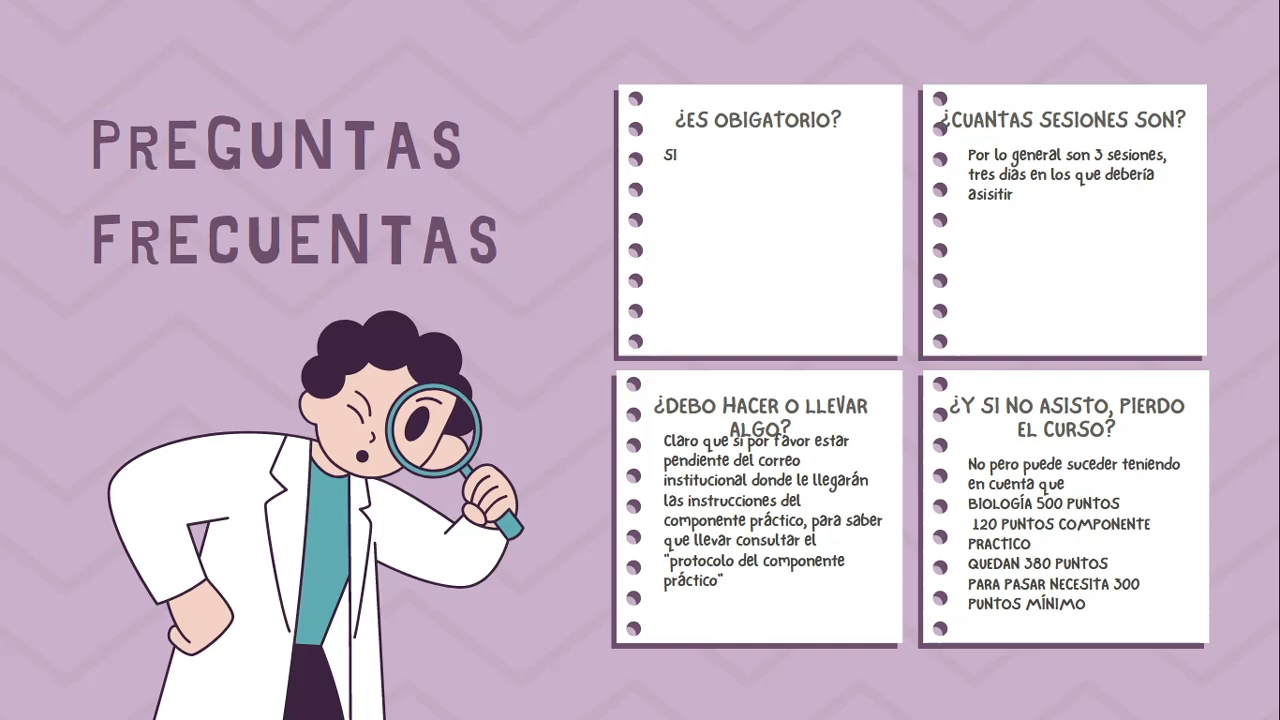 PREGUNTAS
FRECUENTAS
¿ES OBIGATORIO?
SI
¿CUANTAS SESIONES SON?
Por lo general son 3 sesiones,
tres dias en los que debería
asisitir
¿DEBO HACER O LLEVAR
ALGO?
Claro que si por favor estar
pendiente del correo
institucional donde le llegarán
las instrucciones del
componente práctico, para saber
que llevar consultar el
"protocolo del componente
práctico"
¿Y SI NO ASISTO, PIERDO
EL CURSO?
No pero puede suceder teniendo
en cuenta que
BIOLOGÍA 500 PUNTOS
120 PUNTOS COMPONENTE
PRACTICO
QUEDAN 380 PUNTOS
PARA PASAR NECESITA 300
PUNTOS MÍNIMO